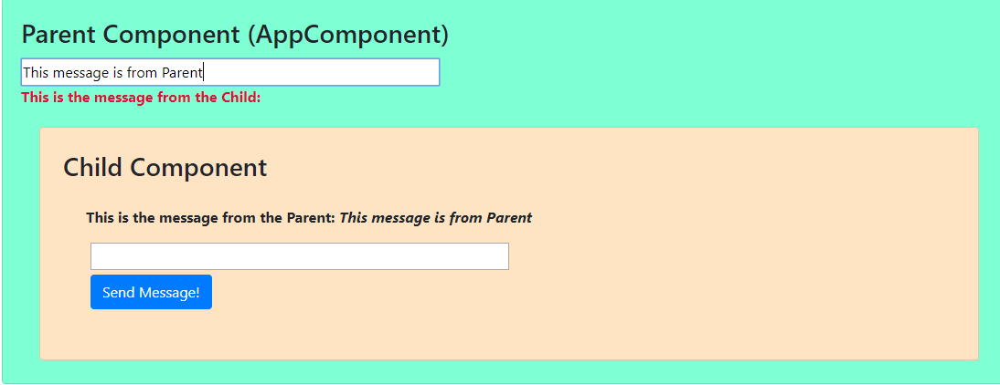 Parent Component (AppComponent)
This message is from Parent
This is the message from the Child:
Child Component
This is the message from the Parent: This message is from Parent
Send Message!